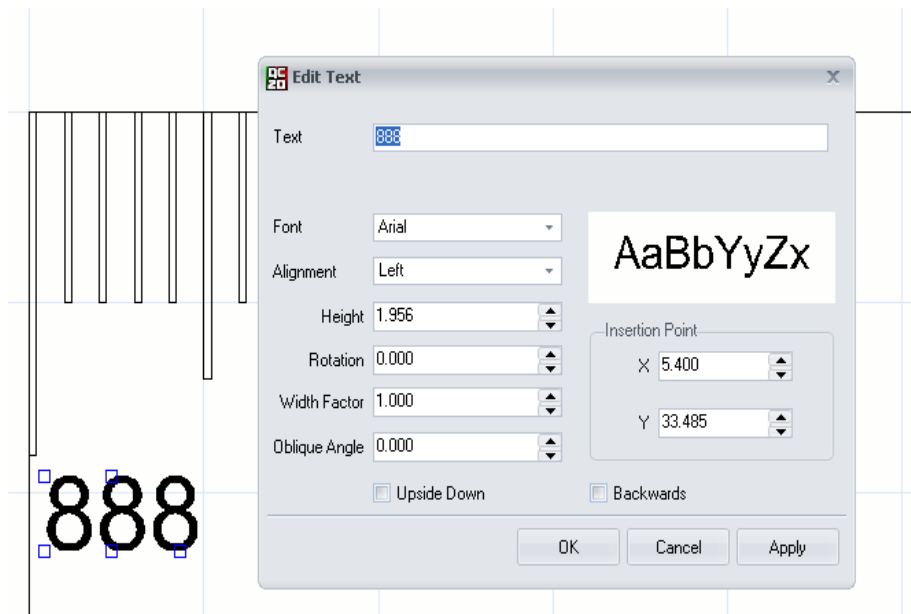 Edit Text
Text
888
Font
Arial
Alignment
Left
AaBbYyZx
Height
1.956
Rotation
0.000
Width Factor
1.000
Oblique Angle
0.000
Insertion Point
X
5.400
Y
33.485
Upside Down
Backwards
OK
Cancel
Apply
888